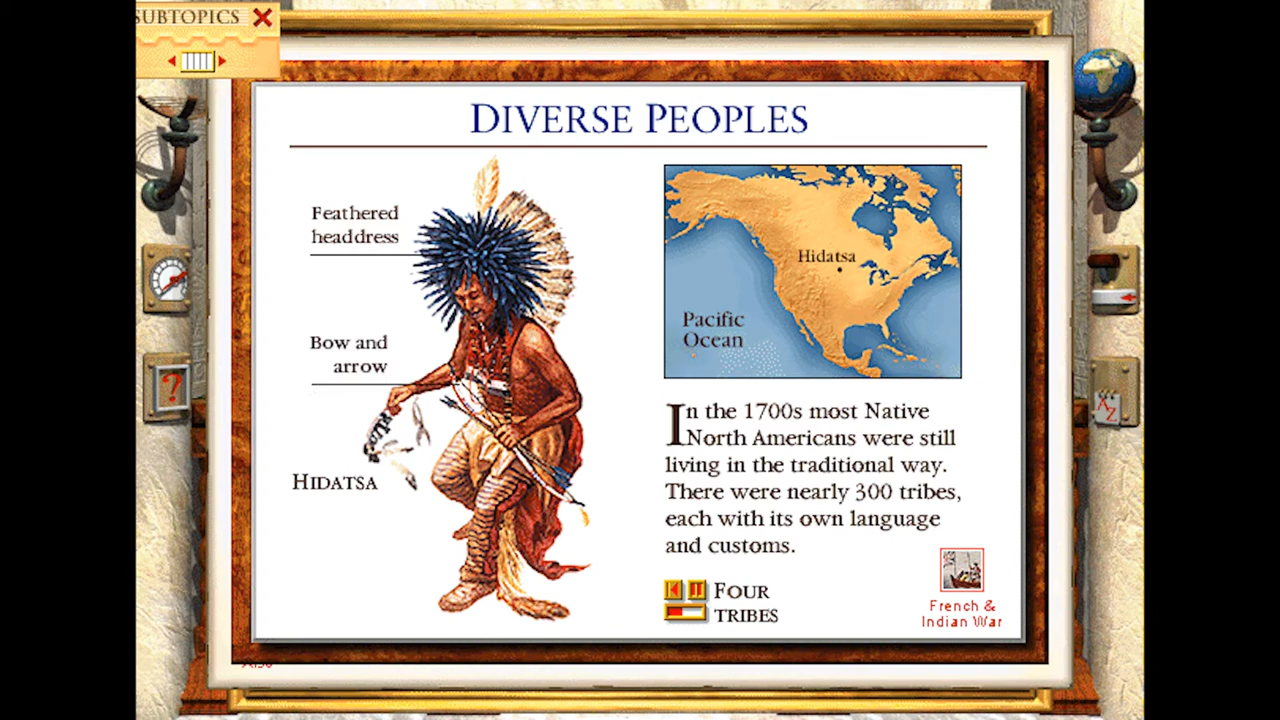 SUBTOPICS
DIVERSE PEOPLES
Feathered
headdress
Bow and
arrow
HIDATSA
Hidatsa
Pacific
Ocean
In the 1700s most Native
North Americans were still
living in the traditional way.
There were nearly 300 tribes,
each with its own language
and customs.
FOUR
TRIBES
French &
Indian War
?
A
Z